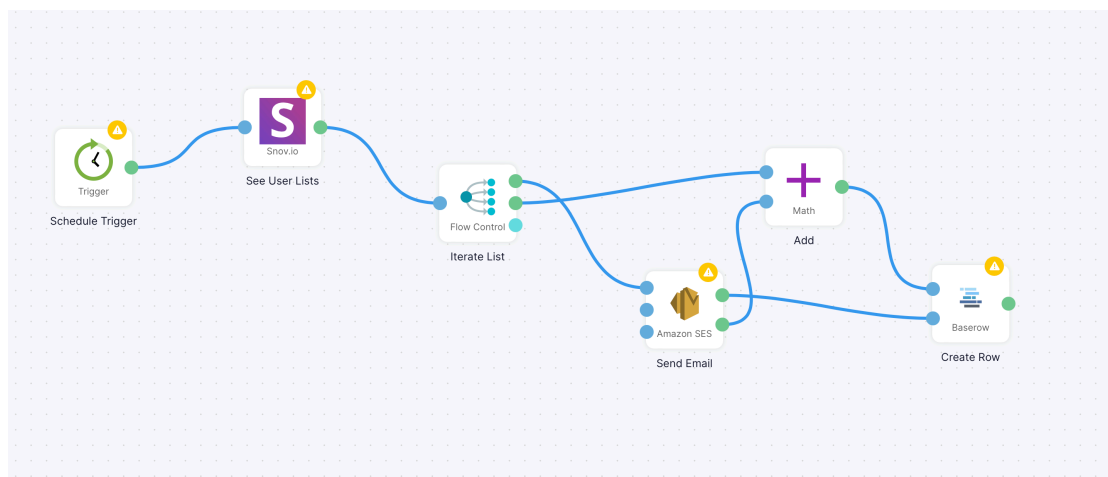 Trigger
Schedule Trigger
S
Snov.io
See User Lists
Flow Control
Iterate List
Amazon SES
Send Email
Math
Add
Baserow
Create Row